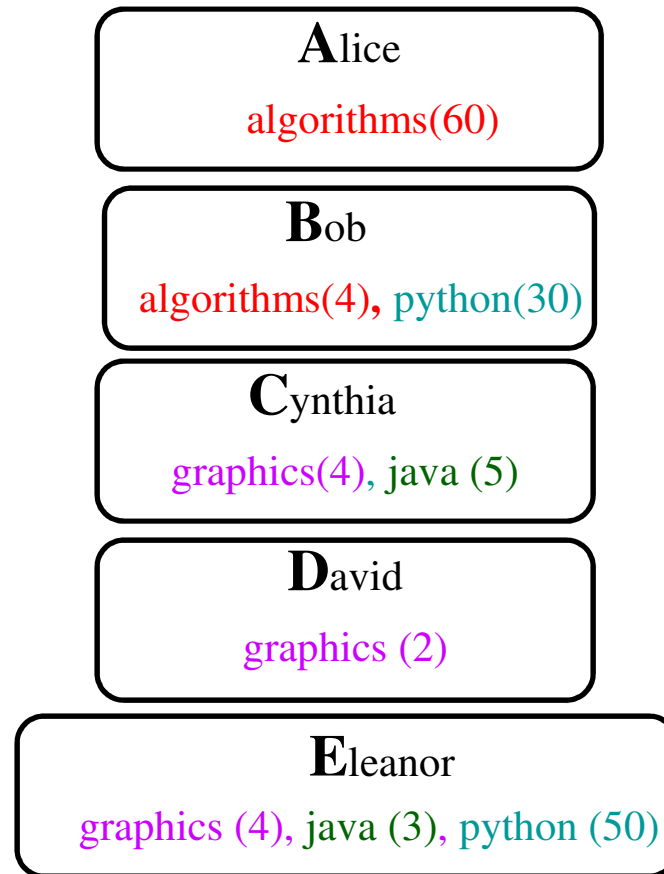 Alice
algorithms(60)
Bob
algorithms(4), python(30)
Cynthia
graphics(4), java (5)
David
graphics (2)
Eleanor
graphics (4), java (3), python (50)